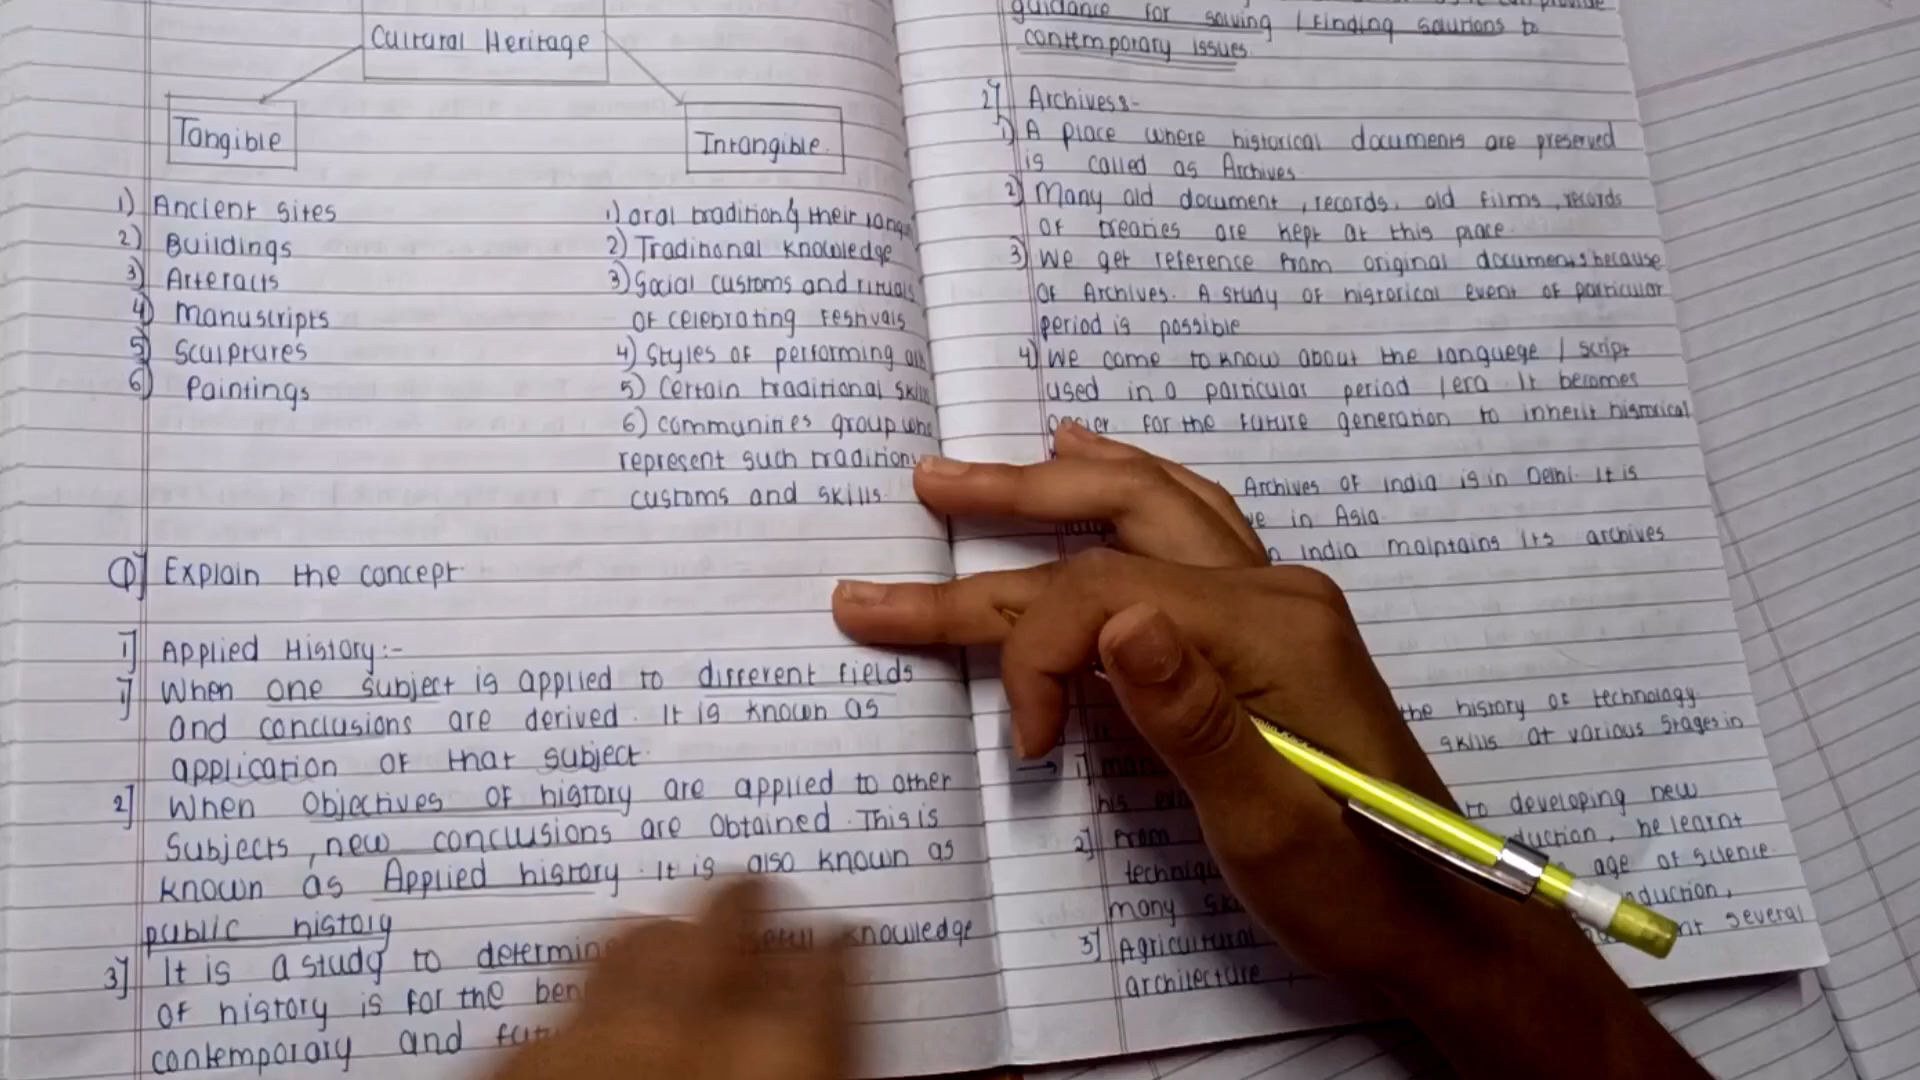 Cultural Heritage
Tangible
Intangible.
1) Ancient sites
2) Buildings
3) Arteracts
4) Manuscripts
5) Sculptures
6) Paintings
1) oral tradition & their
2) Traditional knowledge
3) Social customs and rituals
of celebrating festivals
4) Styles of performing
5) Certain traditional
6) communities group who
represent such traditions
customs and skills.
Q] Explain the concept.
1] Applied History:-
1] When one subject is applied to different fields
and conclusions are derived. It is known as
application of that subject.
2] When objectives of history are applied to other
subjects, new conclusions are obtained. This is
known as Applied history. It is also known as
public history
3] It is a study to knowledge
of history is for the
contemporary and
guidance for solving / Finding solutions to
contemporary issues.
2] Archivess-
1) A place where historical documents are preserved
is called as Archives.
2) Many old document, records, old films, records
of treaties are kept at this place.
3) We get reference from original documents because
of Archives. A study of historical event of particular
period is possible
4) We come to know about the languege / script
used in a particular period / era. It becomes
for the future generation to inherit historical
Archives of India is in Delhi. It is
in Asia.
India maintains its archives
the history of technology
skills at various stages in
1]
his to developing new
2] From he learnt
age of science.
many
3] Agricultural several
architecture,